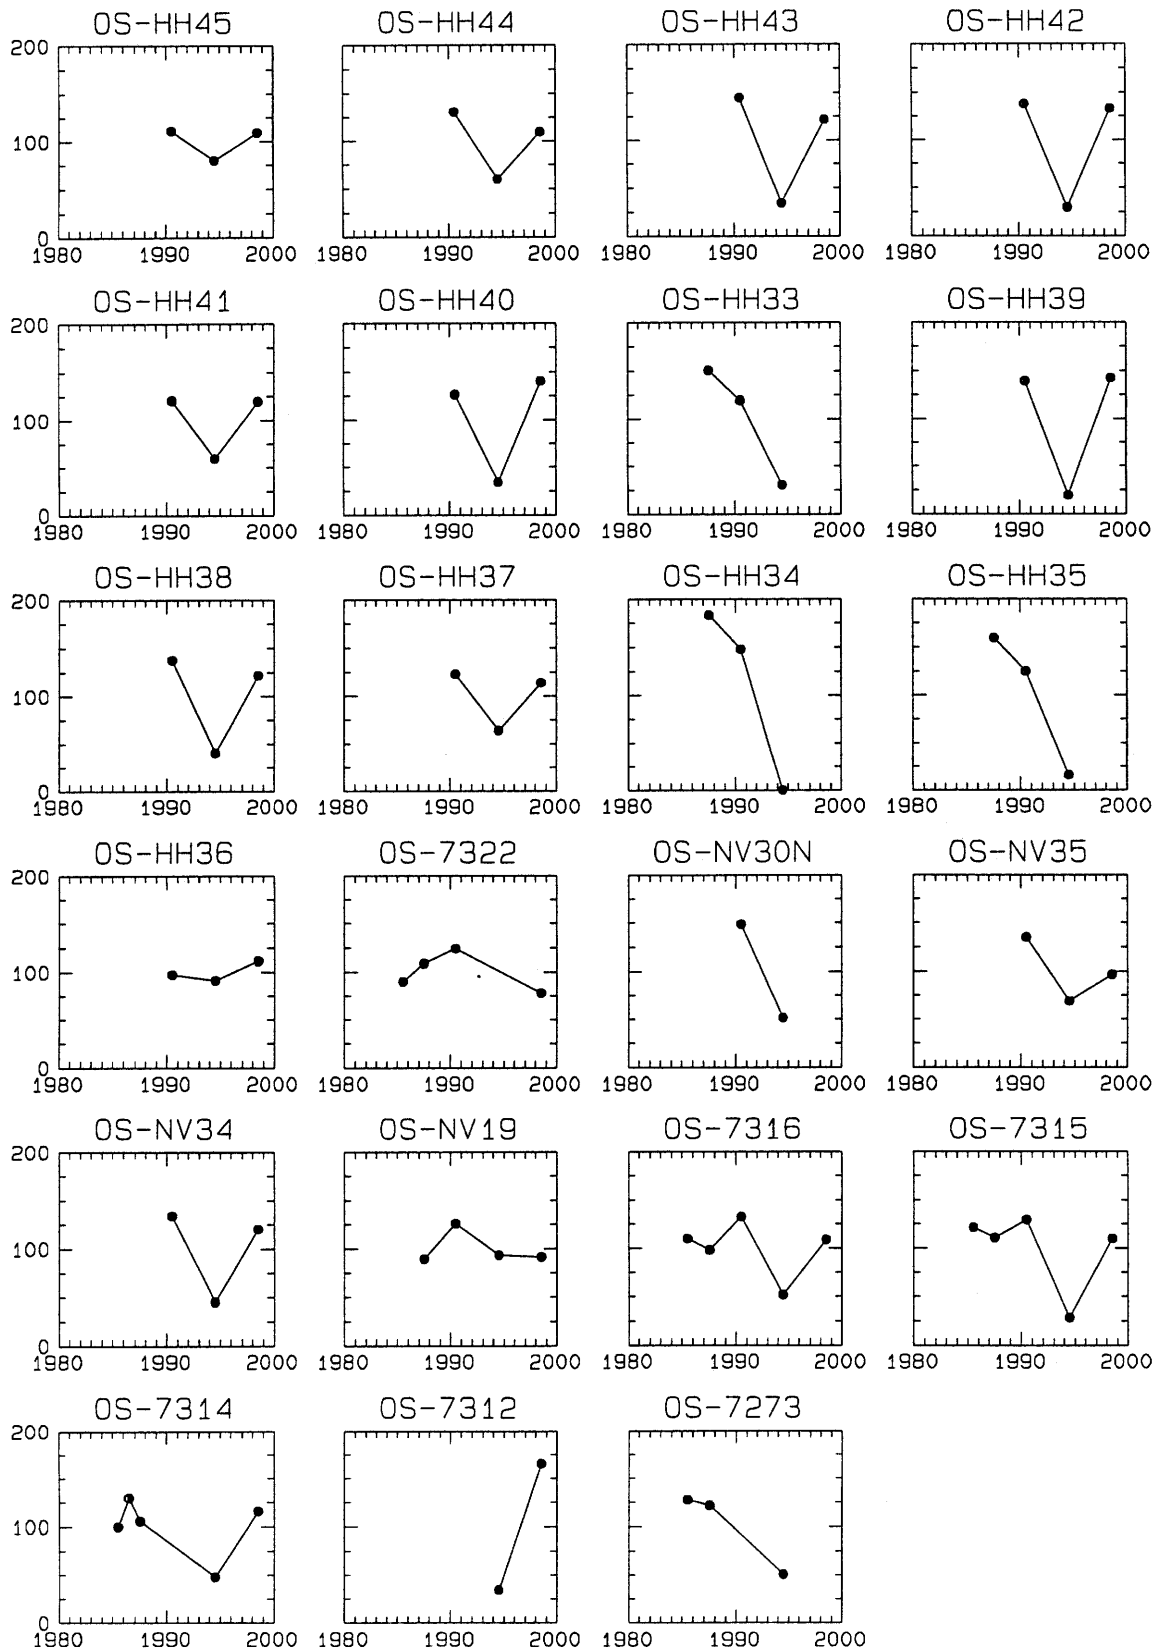 OS-HH45 OS-HH44 OS-HH43 OS-HH42
200
100
0
1980 1990 2000 1980 1990 2000 1980 1990 2000 1980 1990 2000
OS-HH41 OS-HH40 OS-HH33 OS-HH39
200
100
0
1980 1990 2000 1980 1990 2000 1980 1990 2000 1980 1990 2000
OS-HH38 OS-HH37 OS-HH34 OS-HH35
200
100
0
1980 1990 2000 1980 1990 2000 1980 1990 2000 1980 1990 2000
OS-HH36 OS-7322 OS-NV30N OS-NV35
200
100
0
1980 1990 2000 1980 1990 2000 1980 1990 2000 1980 1990 2000
OS-NV34 OS-NV19 OS-7316 OS-7315
200
100
0
1980 1990 2000 1980 1990 2000 1980 1990 2000 1980 1990 2000
OS-7314 OS-7312 OS-7273
200
100
0
1980 1990 2000 1980 1990 2000 1980 1990 2000